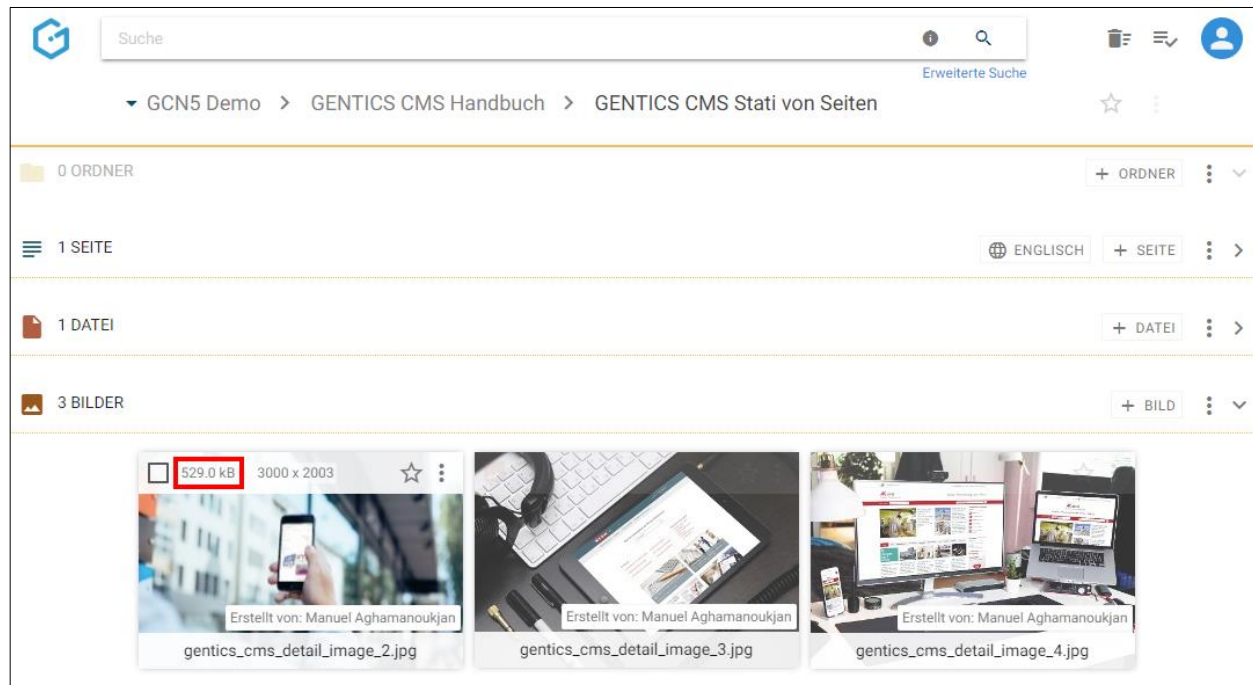 Suche
Erweiterte Suche
GCN5 Demo > GENTICS CMS Handbuch > GENTICS CMS Stati von Seiten
0 ORDNER
+ ORDNER
1 SEITE
ENGLISCH
+ SEITE
1 DATEI
+ DATEI
3 BILDER
+ BILD
529.0 kB
3000 x 2003
Erstellt von: Manuel Aghamanoukjan
Erstellt von: Manuel Aghamanoukjan
Erstellt von: Manuel Aghamanoukjan
gentics_cms_detail_image_2.jpg
gentics_cms_detail_image_3.jpg
gentics_cms_detail_image_4.jpg